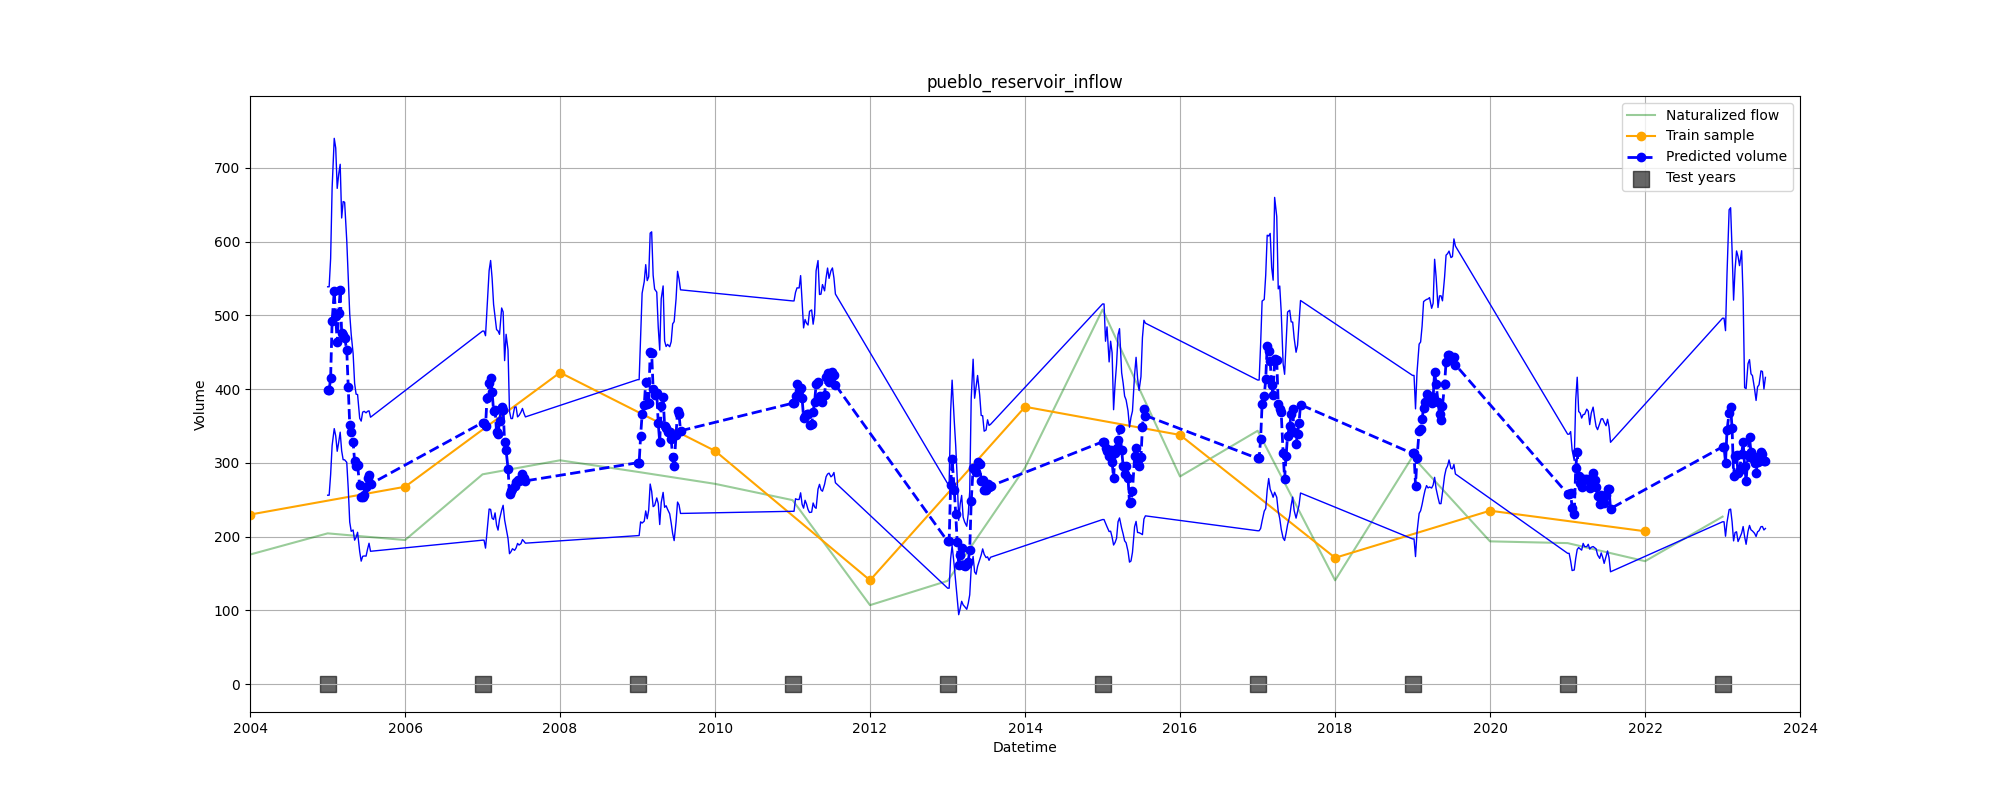 pueblo_reservoir_inflow
Naturalized flow
Train sample
Predicted volume
Test years
Volume
700
600
500
400
300
200
100
0
2004 2006 2008 2010 2012 2014 2016 2018 2020 2022 2024
Datetime